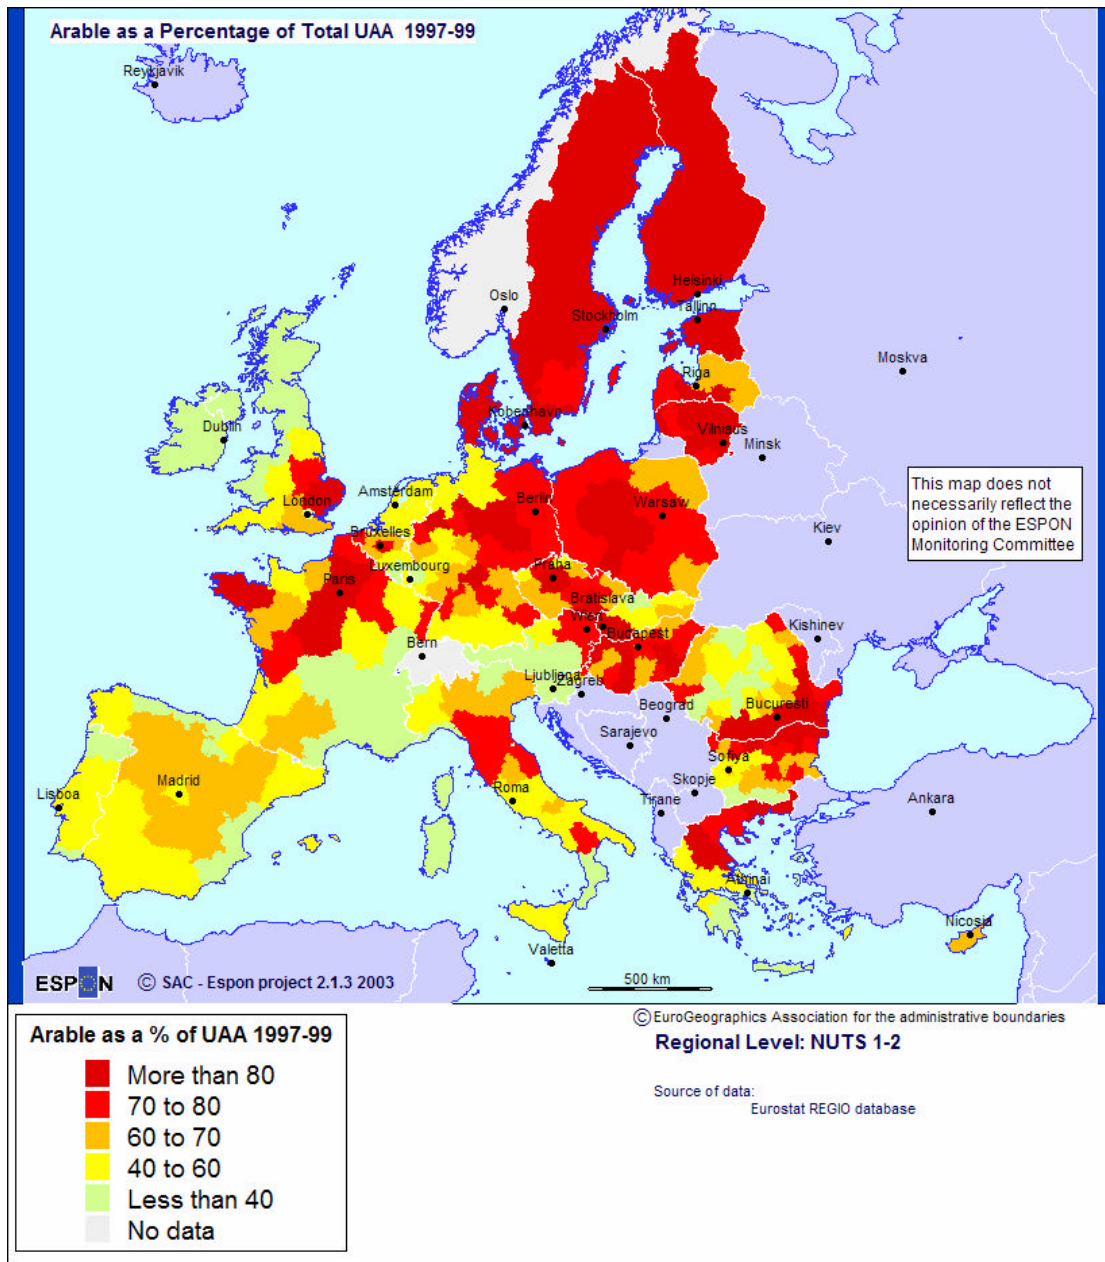 Arable as a Percentage of Total UAA 1997-99
Reykjavik
Oslo
Helsinki
Tallinn
Stockholm
Moskva
Riga
København
Dublin
Vilnius
Minsk
Amsterdam
London
Berlin
Warsaw
This map does not
necessarily reflect the
opinion of the ESPON
Monitoring Committee
Kiev
Bruxelles
Luxembourg
Praha
Paris
Bratislava
Wien
Budapest
Kishinev
Bern
Ljubljana
Zagreb
Beograd
Bucuresti
Sarajevo
Sofiya
Skopje
Madrid
Roma
Lisboa
Tirane
Ankara
Athinai
Nicosia
Valetta
ESPON
© SAC - Espon project 2.1.3 2003
500 km
© EuroGeographics Association for the administrative boundaries
Regional Level: NUTS 1-2
Source of data:
Eurostat REGIO database
Arable as a % of UAA 1997-99
More than 80
70 to 80
60 to 70
40 to 60
Less than 40
No data